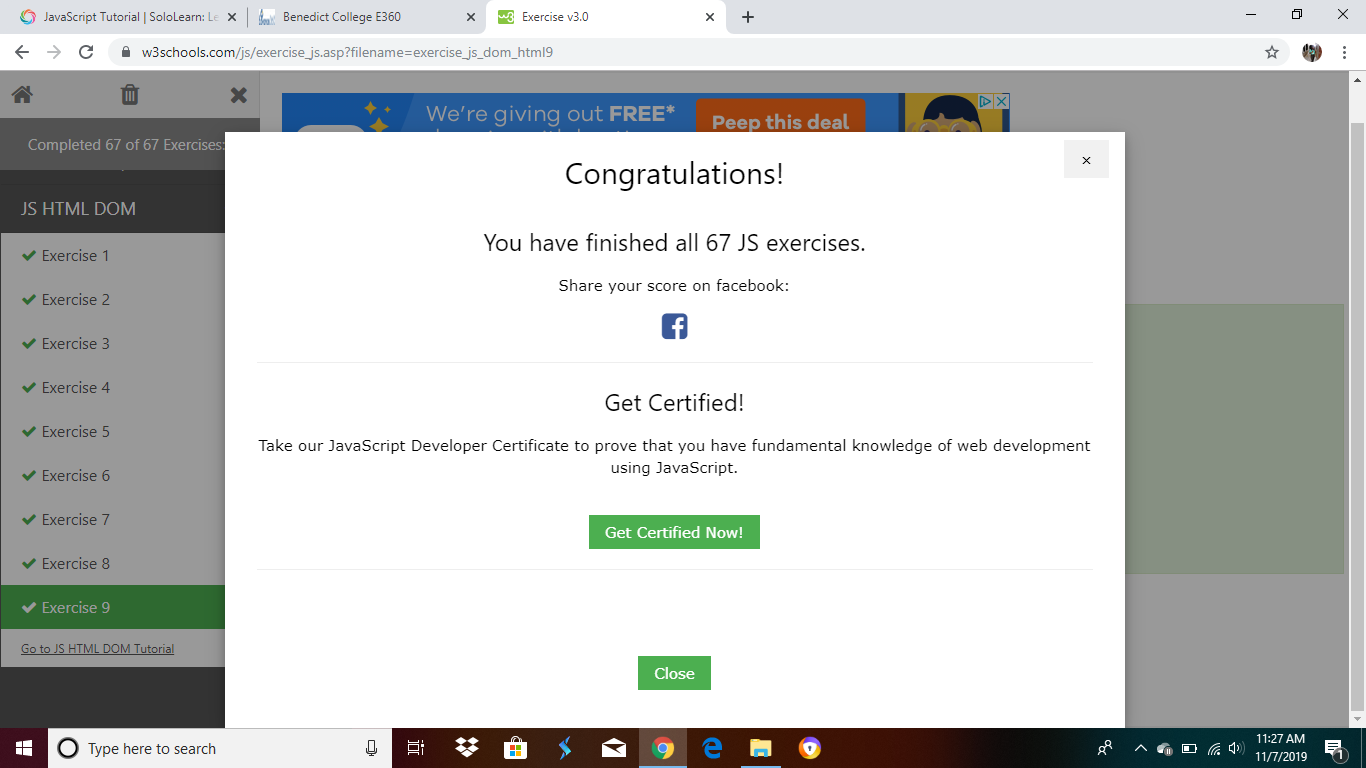 JavaScript Tutorial | SoloLearn: Le
Benedict College E360
Exercise v3.0
w3schools.com/js/exercise_js.asp?filename=exercise_js_dom_html9
We're giving out FREE*
Peep this deal
Completed 67 of 67 Exercises:
Congratulations!
×
JS HTML DOM
You have finished all 67 JS exercises.
Exercise 1
Share your score on facebook:
Exercise 2
Exercise 3
Exercise 4
Get Certified!
Exercise 5
Take our JavaScript Developer Certificate to prove that you have fundamental knowledge of web development
using JavaScript.
Exercise 6
Exercise 7
Get Certified Now!
Exercise 8
Exercise 9
Go to JS HTML DOM Tutorial
Close
Type here to search
11:27 AM
11/7/2019
1